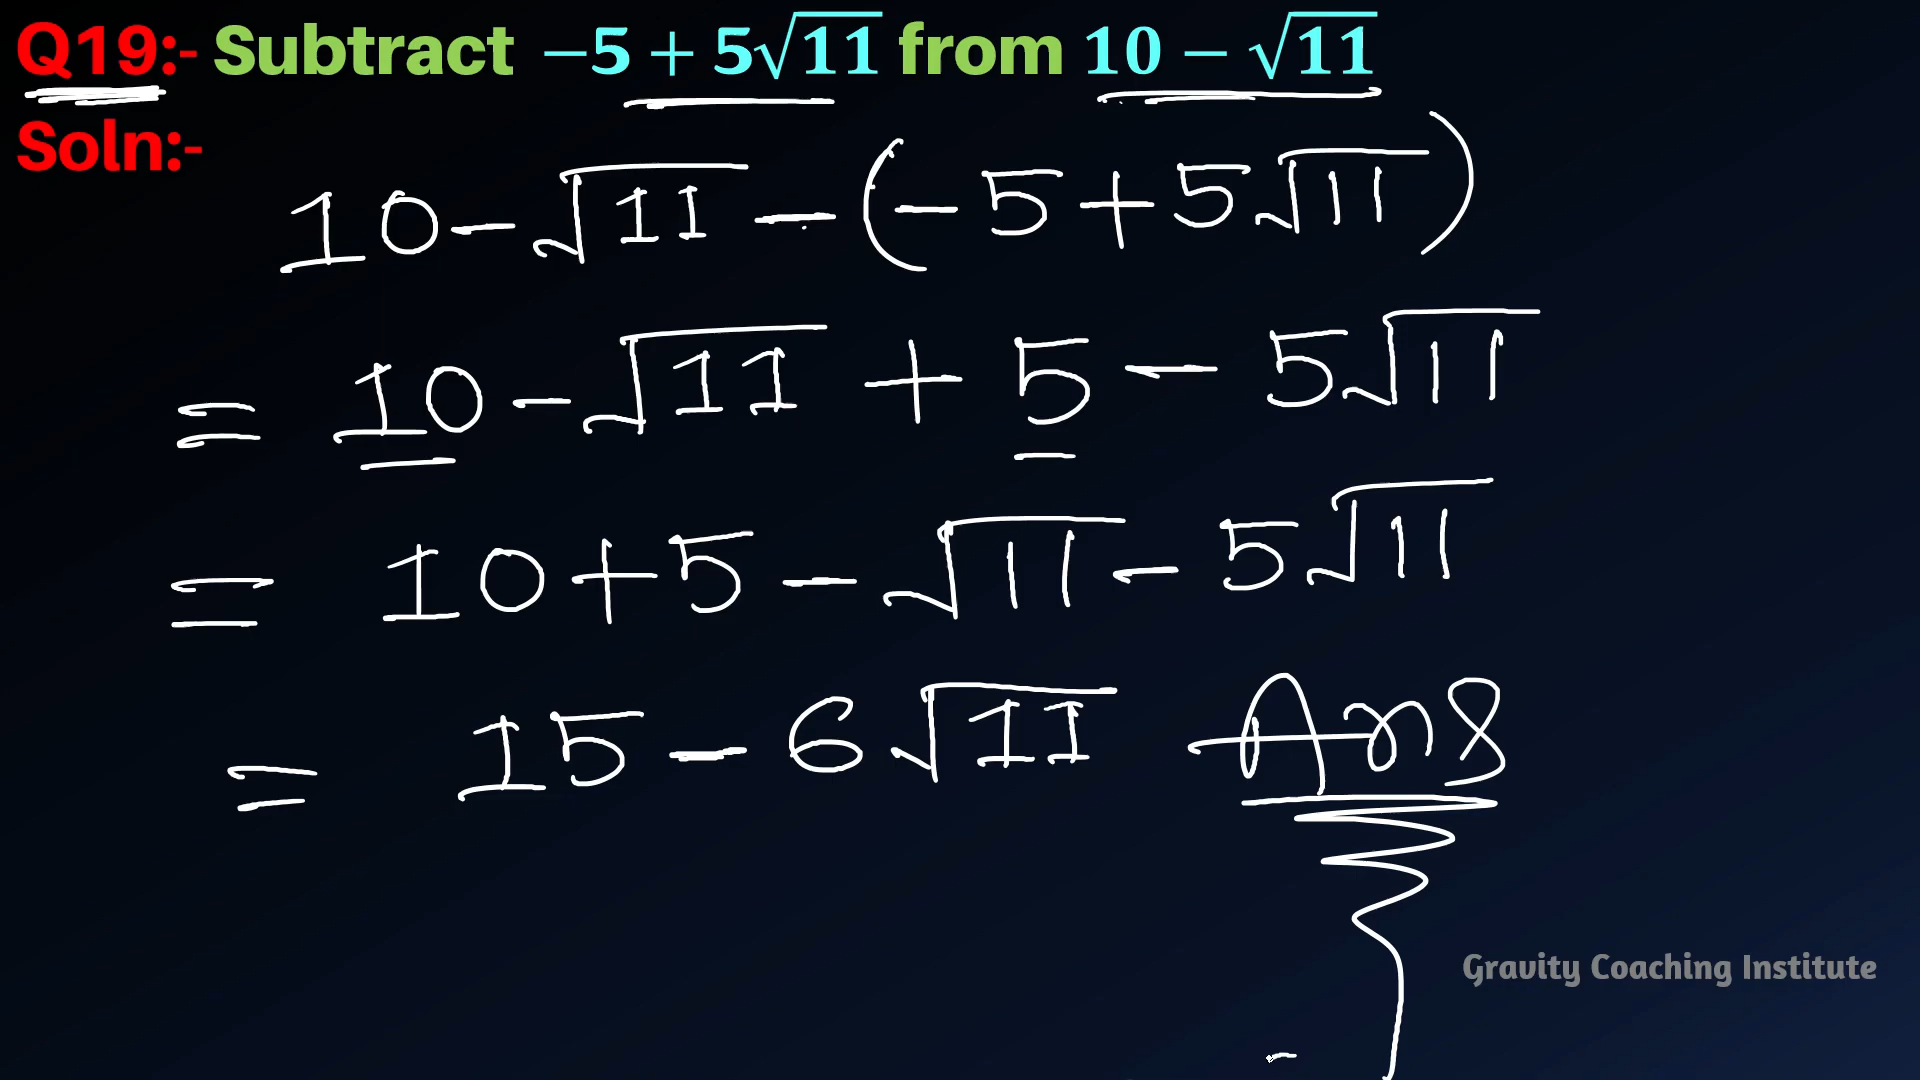 Q19:- Subtract −5 + 5√11 from 10 − √11
Soln:-
10 − √11 − (−5 + 5√11)
= 10 − √11 + 5 − 5√11
= 10 + 5 − √11 − 5√11
= 15 − 6√11 Ans
Gravity Coaching Institute